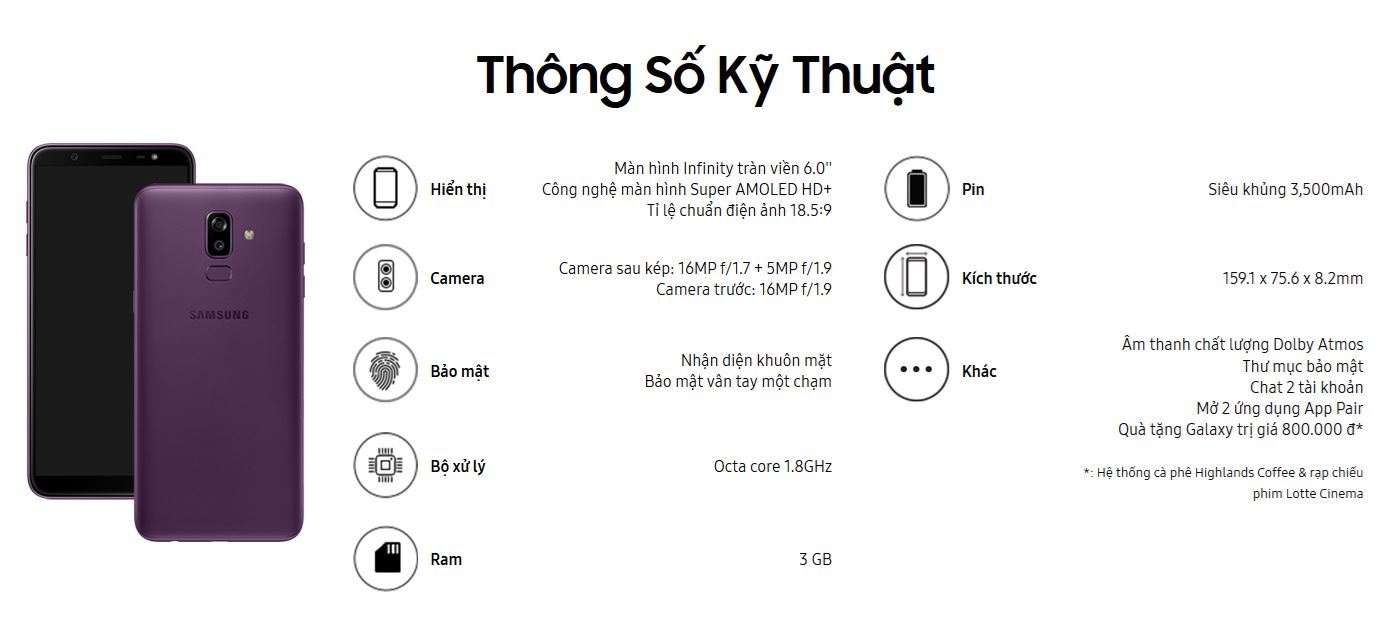 Thông Số Kỹ Thuật
SAMSUNG
Hiển thị
Màn hình Infinity tràn viền 6.0"
Công nghệ màn hình Super AMOLED HD+
Tỉ lệ chuẩn điện ảnh 18.5:9
Camera
Camera sau kép: 16MP f/1.7 + 5MP f/1.9
Camera trước: 16MP f/1.9
Bảo mật
Nhận diện khuôn mặt
Bảo mật vân tay một chạm
Bộ xử lý
Octa core 1.8GHz
Ram
3 GB
Pin
Siêu khủng 3,500mAh
Kích thước
159.1 x 75.6 x 8.2mm
Khác
Âm thanh chất lượng Dolby Atmos
Thư mục bảo mật
Chat 2 tài khoản
Mở 2 ứng dụng App Pair
Quà tặng Galaxy trị giá 800.000 đ*
*: Hệ thống cà phê Highlands Coffee & rạp chiếu
phim Lotte Cinema